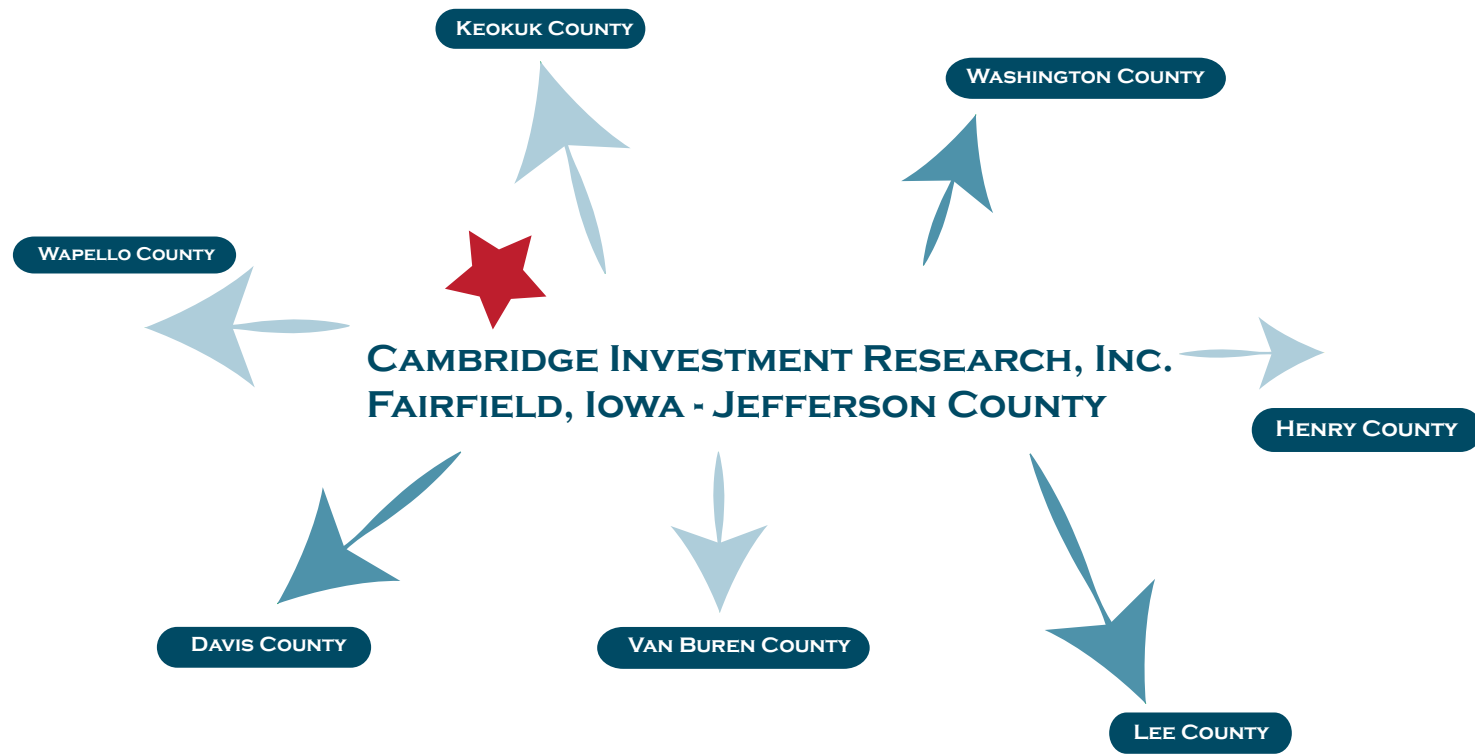 Keokuk County
Washington County
Wapello County
Cambridge Investment Research, Inc.
Fairfield, Iowa - Jefferson County
Henry County
Davis County
Van Buren County
Lee County